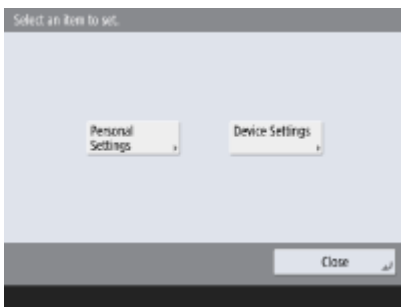 Select an item to set.
Personal
Settings
Device Settings
Close